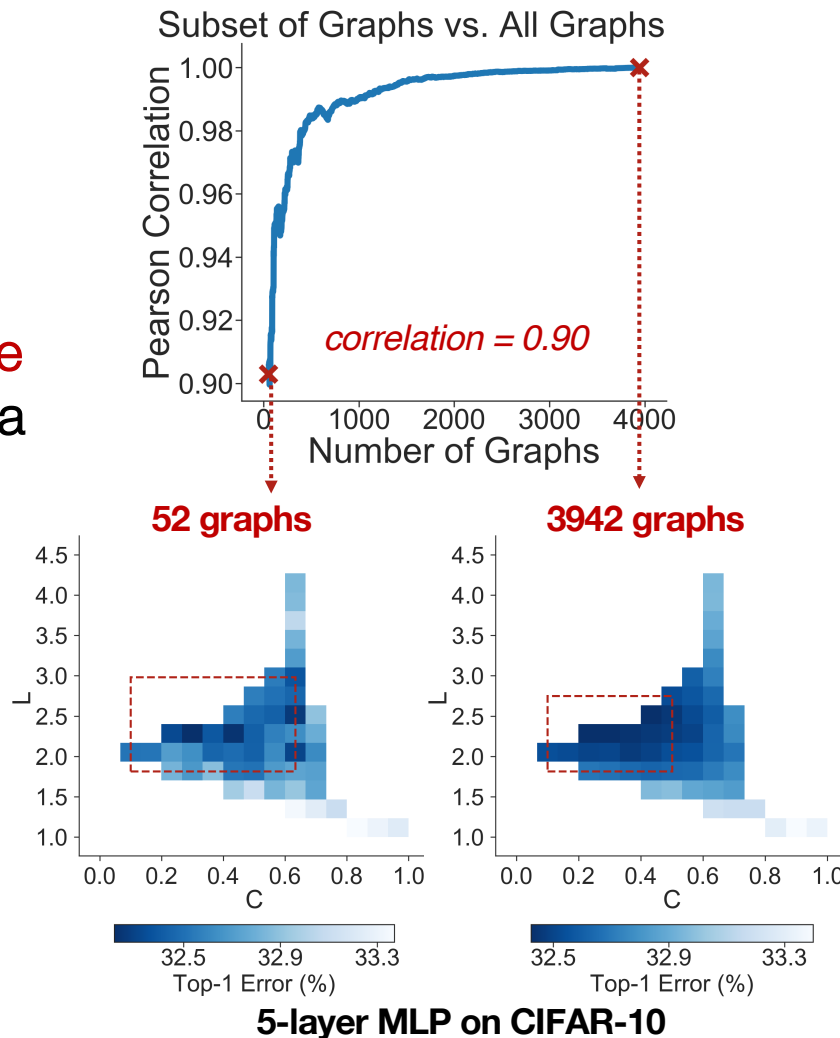 Subset of Graphs vs. All Graphs
Pearson Correlation
1.00
0.98
0.96
0.94
0.92
0.90
correlation = 0.90
0 1000 2000 3000 4000
Number of Graphs
e
a
52 graphs
3942 graphs
L
4.5
4.0
3.5
3.0
2.5
2.0
1.5
1.0
0.0 0.2 0.4 0.6 0.8 1.0
C
32.5 32.9 33.3
Top-1 Error (%)
L
4.5
4.0
3.5
3.0
2.5
2.0
1.5
1.0
0.0 0.2 0.4 0.6 0.8 1.0
C
32.5 32.9 33.3
Top-1 Error (%)
5-layer MLP on CIFAR-10